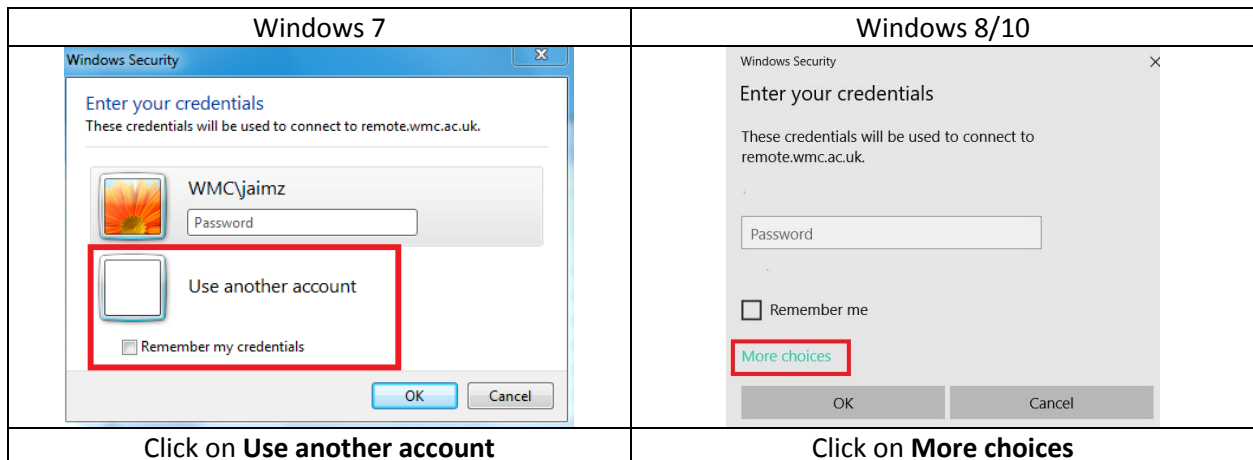 Windows 7
Windows Security
Enter your credentials
These credentials will be used to connect to remote.wmc.ac.uk.
WMC\jaimz
Password
Use another account
Remember my credentials
OK Cancel
Click on Use another account
Windows 8/10
Windows Security
Enter your credentials
These credentials will be used to connect to
remote.wmc.ac.uk.
Password
Remember me
More choices
OK Cancel
Click on More choices